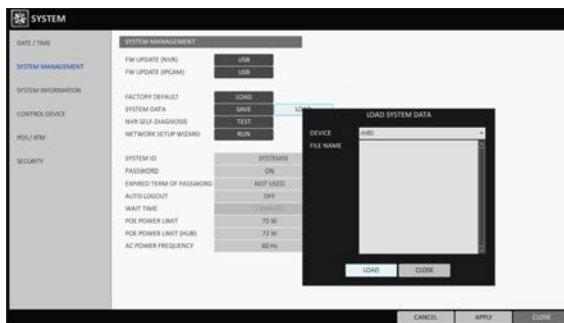 SYSTEM
DATE / TIME
SYSTEM MANAGEMENT
SYSTEM INFORMATION
CONTROL DEVICE
POS / ATM
SECURITY
SYSTEM MANAGEMENT
FW UPDATE (NVR) USB
FW UPDATE (IPCAM) USB
FACTORY DEFAULT LOAD
SYSTEM DATA SAVE
NVR SELF-DIAGNOSIS TEST
NETWORK SETUP WIZARD RUN
SYSTEM ID SYSTEMID
PASSWORD ON
EXPIRED TERM OF PASSWORD NOT USED
AUTO LOGOUT OFF
WAIT TIME
POE POWER LIMIT 72 W
POE POWER LIMIT (HUB) 72 W
AC POWER FREQUENCY 60 Hz
LOAD SYSTEM DATA
DEVICE
FILE NAME
LOAD CLOSE
CANCEL APPLY CLOSE